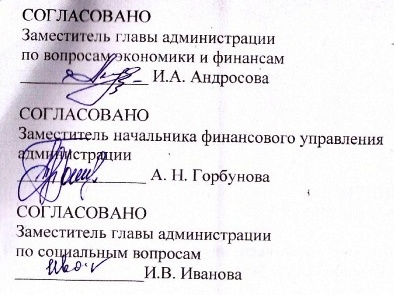 СОГЛАСОВАНО
Заместитель главы администрации
по вопросам экономики и финансам
И.А. Андросова
СОГЛАСОВАНО
Заместитель начальника финансового управления
администрации
А. Н. Горбунова
СОГЛАСОВАНО
Заместитель главы администрации
по социальным вопросам
И.В. Иванова